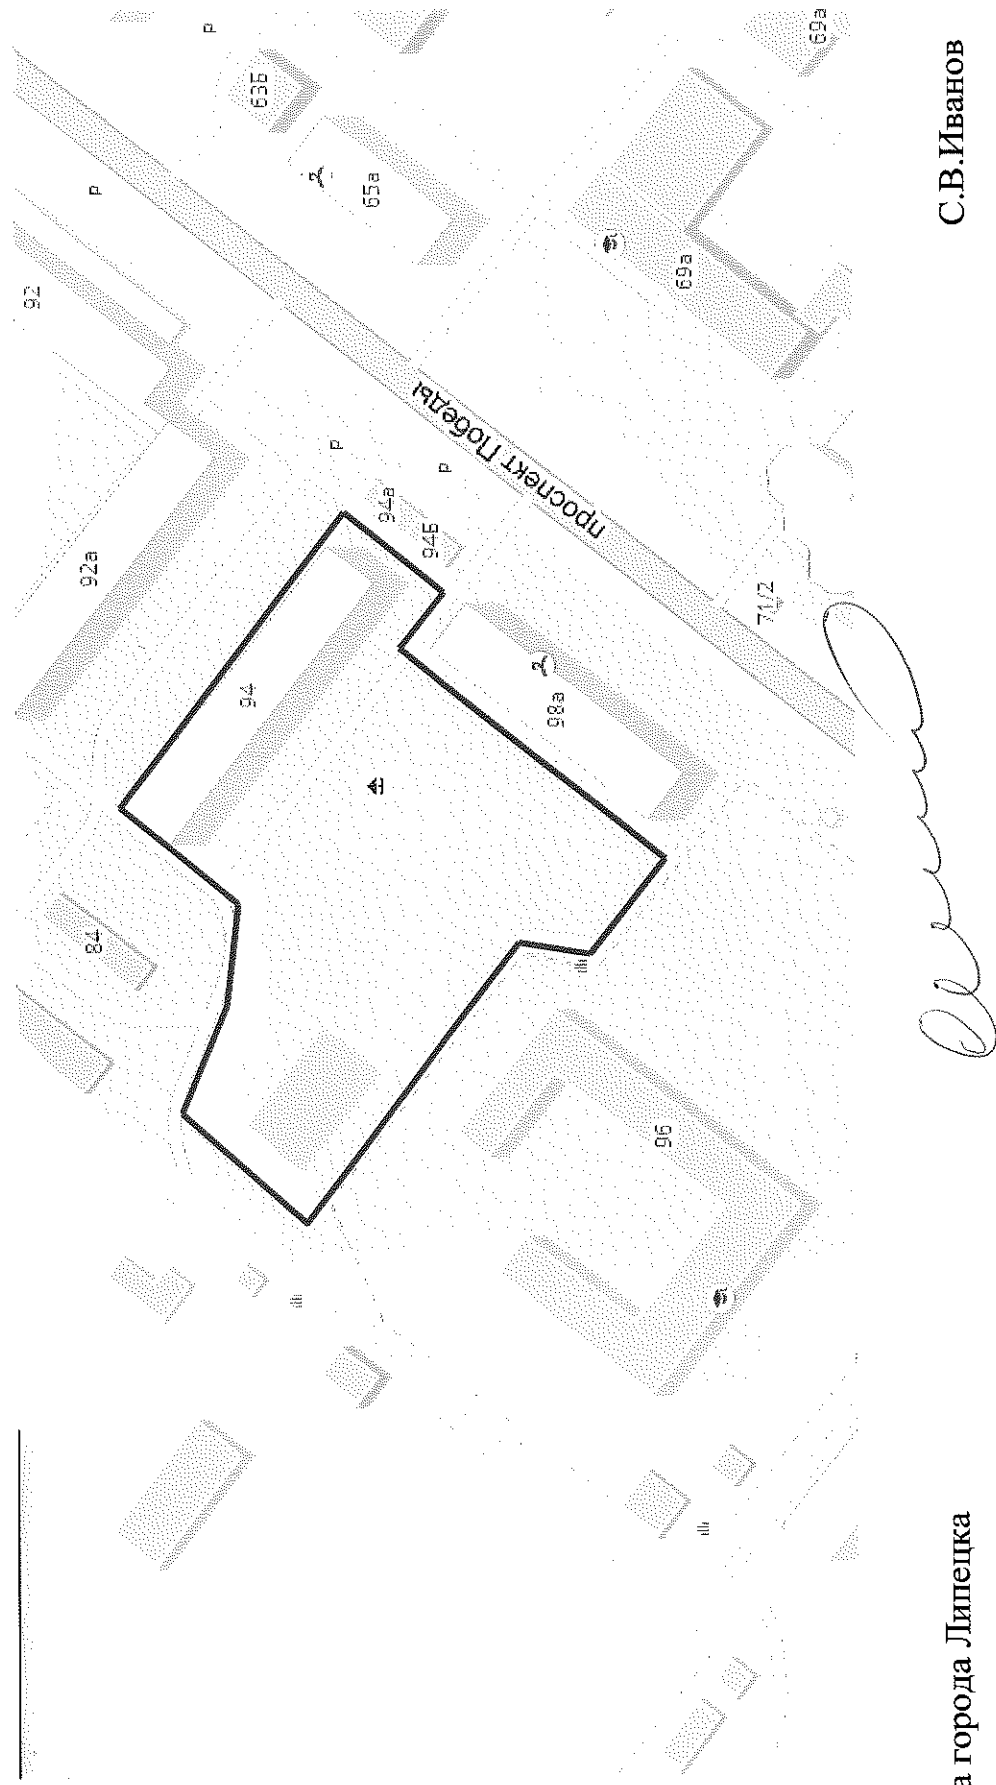 92
92а
р
р
63Б
65а
94
94а
94Б
р
р
проспект Победы
69а
69а
84
98а
71/2
96
а города Липецка
С.В.Иванов